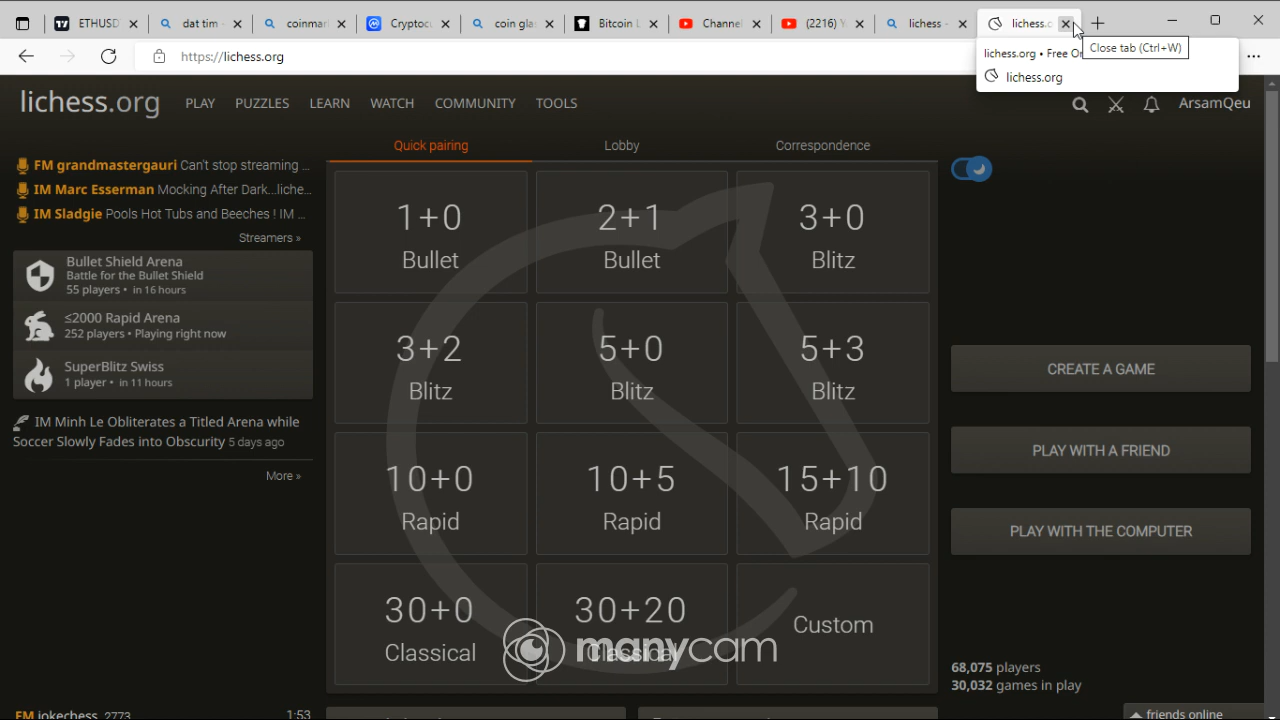 ETHUSD
dat tim
coinmar
Cryptoc
coin gla
Bitcoin L
Channel
(2216) Y
lichess -
lichess.o
Close tab (Ctrl+W)
https://lichess.org
lichess.org • Free On
lichess.org
lichess.org
PLAY
PUZZLES
LEARN
WATCH
COMMUNITY
TOOLS
ArsamQeu
Quick pairing
Lobby
Correspondence
FM grandmastergauri Can't stop streaming ...
IM Marc Esserman Mocking After Dark...liche...
IM Sladgie Pools Hot Tubs and Beeches ! IM ...
Streamers »
Bullet Shield Arena
Battle for the Bullet Shield
55 players • in 16 hours
≤2000 Rapid Arena
252 players • Playing right now
SuperBlitz Swiss
1 player • in 11 hours
IM Minh Le Obliterates a Titled Arena while
Soccer Slowly Fades into Obscurity 5 days ago
More »
1+0
Bullet
2+1
Bullet
3+0
Blitz
3+2
Blitz
5+0
Blitz
5+3
Blitz
10+0
Rapid
10+5
Rapid
15+10
Rapid
30+0
Classical
30+20
Classical
Custom
manycam
CREATE A GAME
PLAY WITH A FRIEND
PLAY WITH THE COMPUTER
68,075 players
30,032 games in play
FM jokechess 2773
1:53
friends online